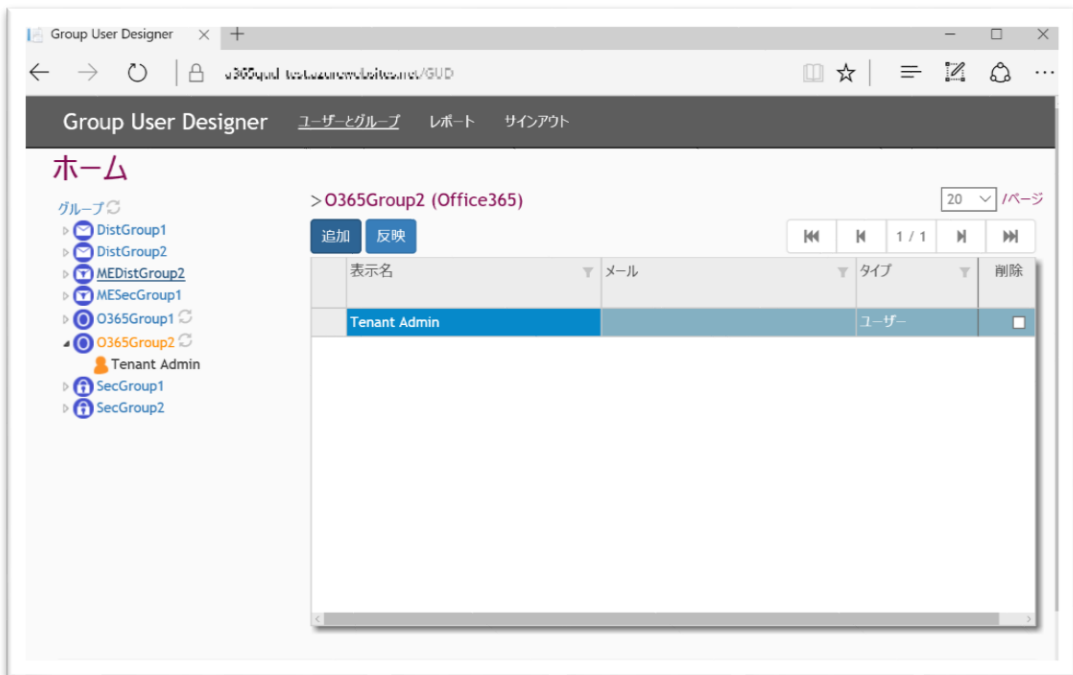 Group User Designer
/GUD
Group User Designer ユーザーとグループ レポート サインアウト
ホーム
グループ
DistGroup1
DistGroup2
MEDistGroup2
MESecGroup1
O365Group1
O365Group2
Tenant Admin
SecGroup1
SecGroup2
>O365Group2 (Office365)
20 /ページ
追加 反映
1 / 1
表示名 メール タイプ 削除
Tenant Admin ユーザー